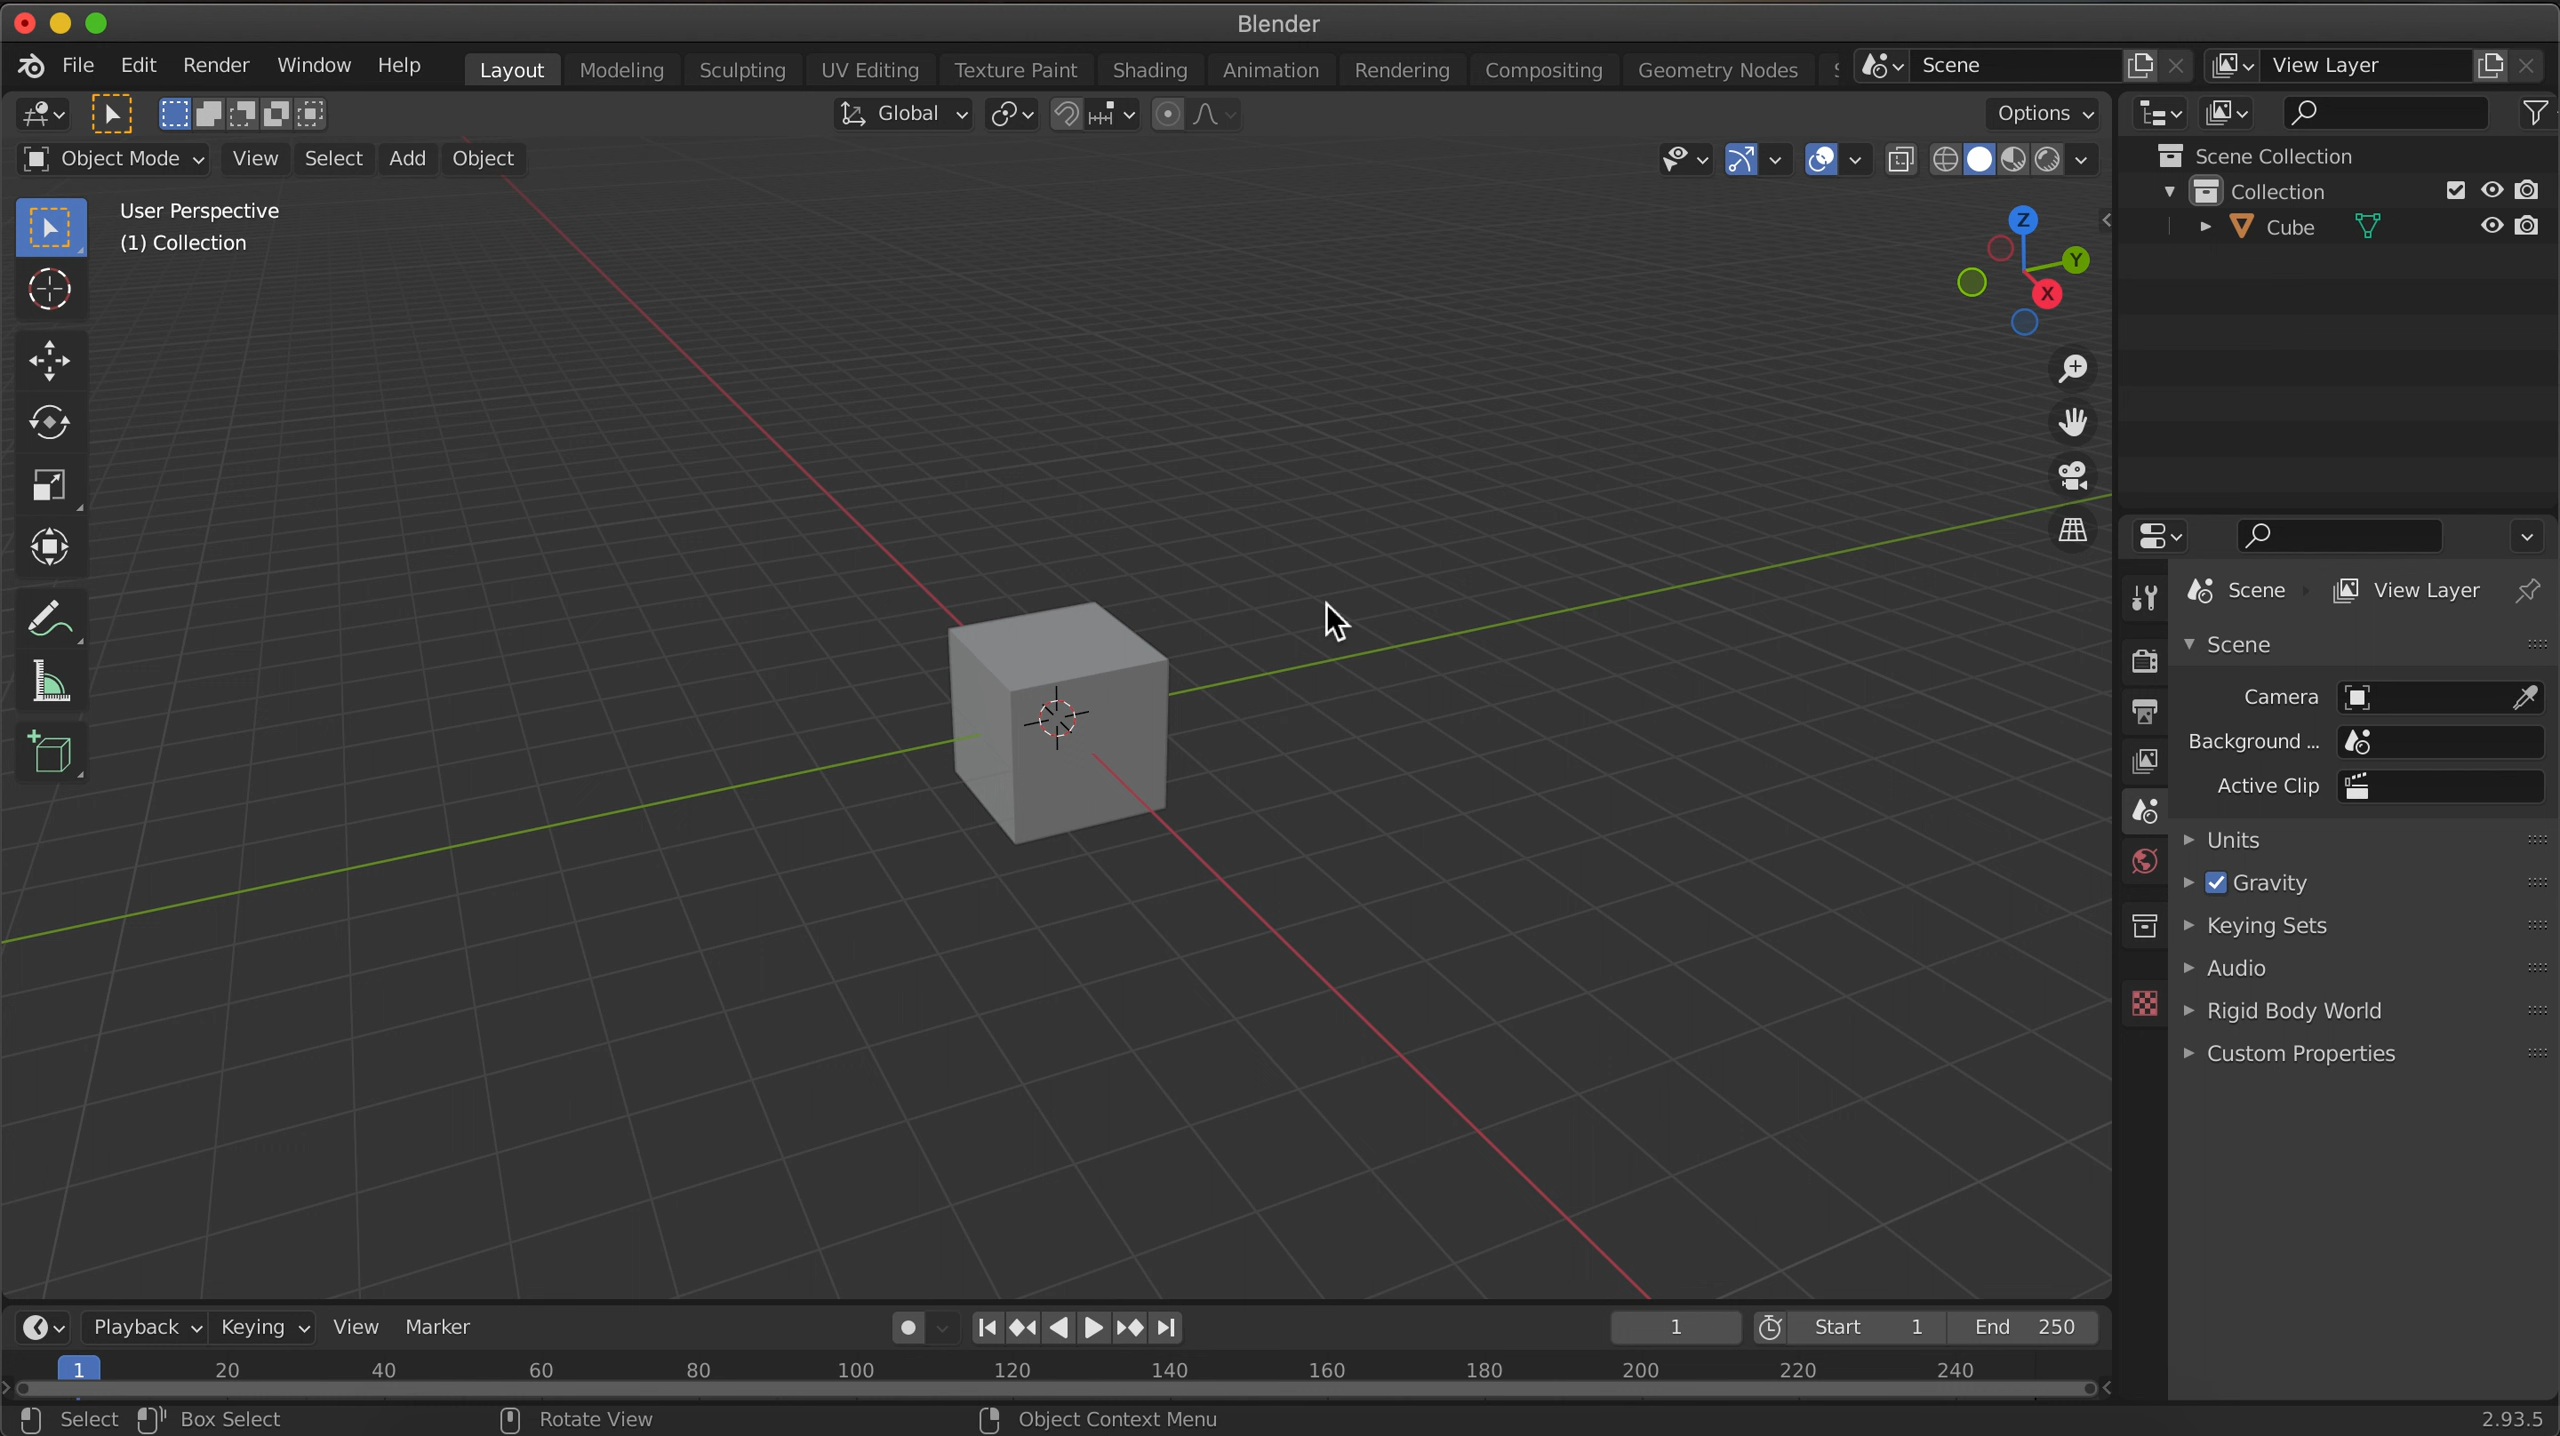 Blender
File Edit Render Window Help Layout Modeling Sculpting UV Editing Texture Paint Shading Animation Rendering Compositing Geometry Nodes Scene View Layer
Global Options
Object Mode View Select Add Object
User Perspective
(1) Collection
Z
Y
X
Scene Collection
Collection
Cube
Scene View Layer
Scene
Camera
Background ...
Active Clip
Units
Gravity
Keying Sets
Audio
Rigid Body World
Custom Properties
Playback Keying View Marker 1 Start 1 End 250
1 20 40 60 80 100 120 140 160 180 200 220 240
Select Box Select Rotate View Object Context Menu 2.93.5